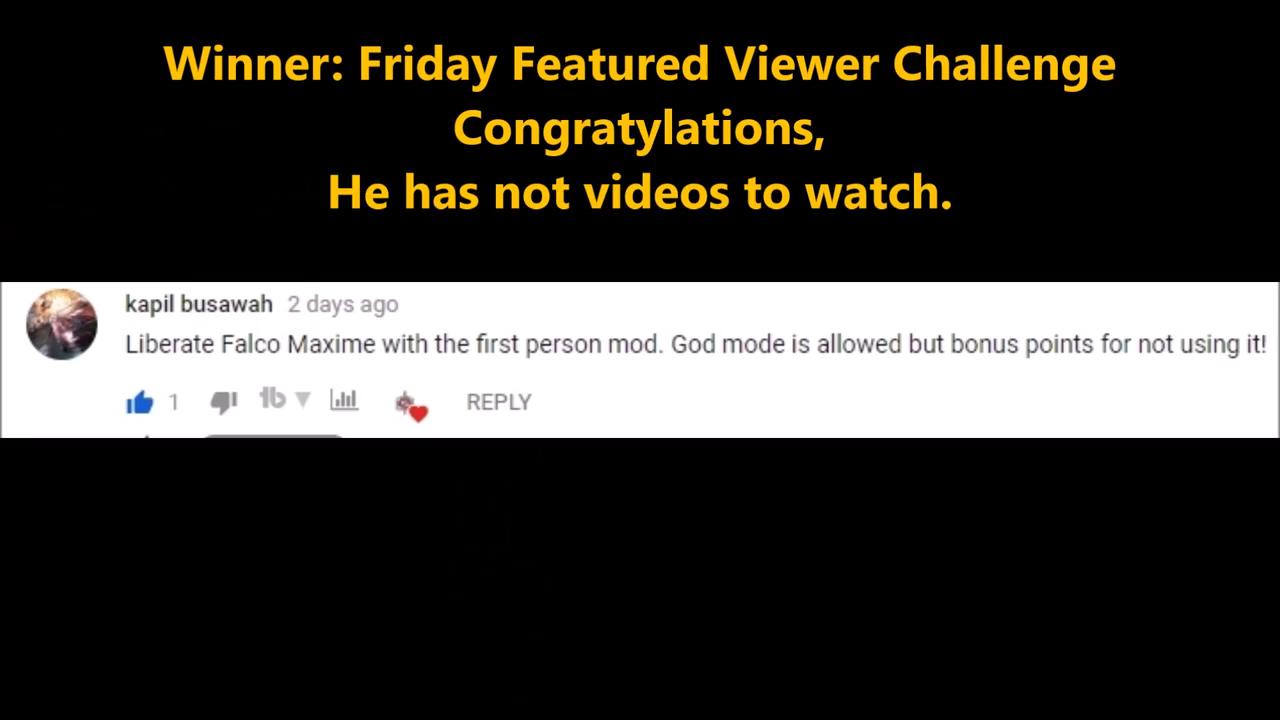 Winner: Friday Featured Viewer Challenge
Congratylations,
He has not videos to watch.
kapil busawah 2 days ago
Liberate Falco Maxime with the first person mod. God mode is allowed but bonus points for not using it!
1 tb REPLY